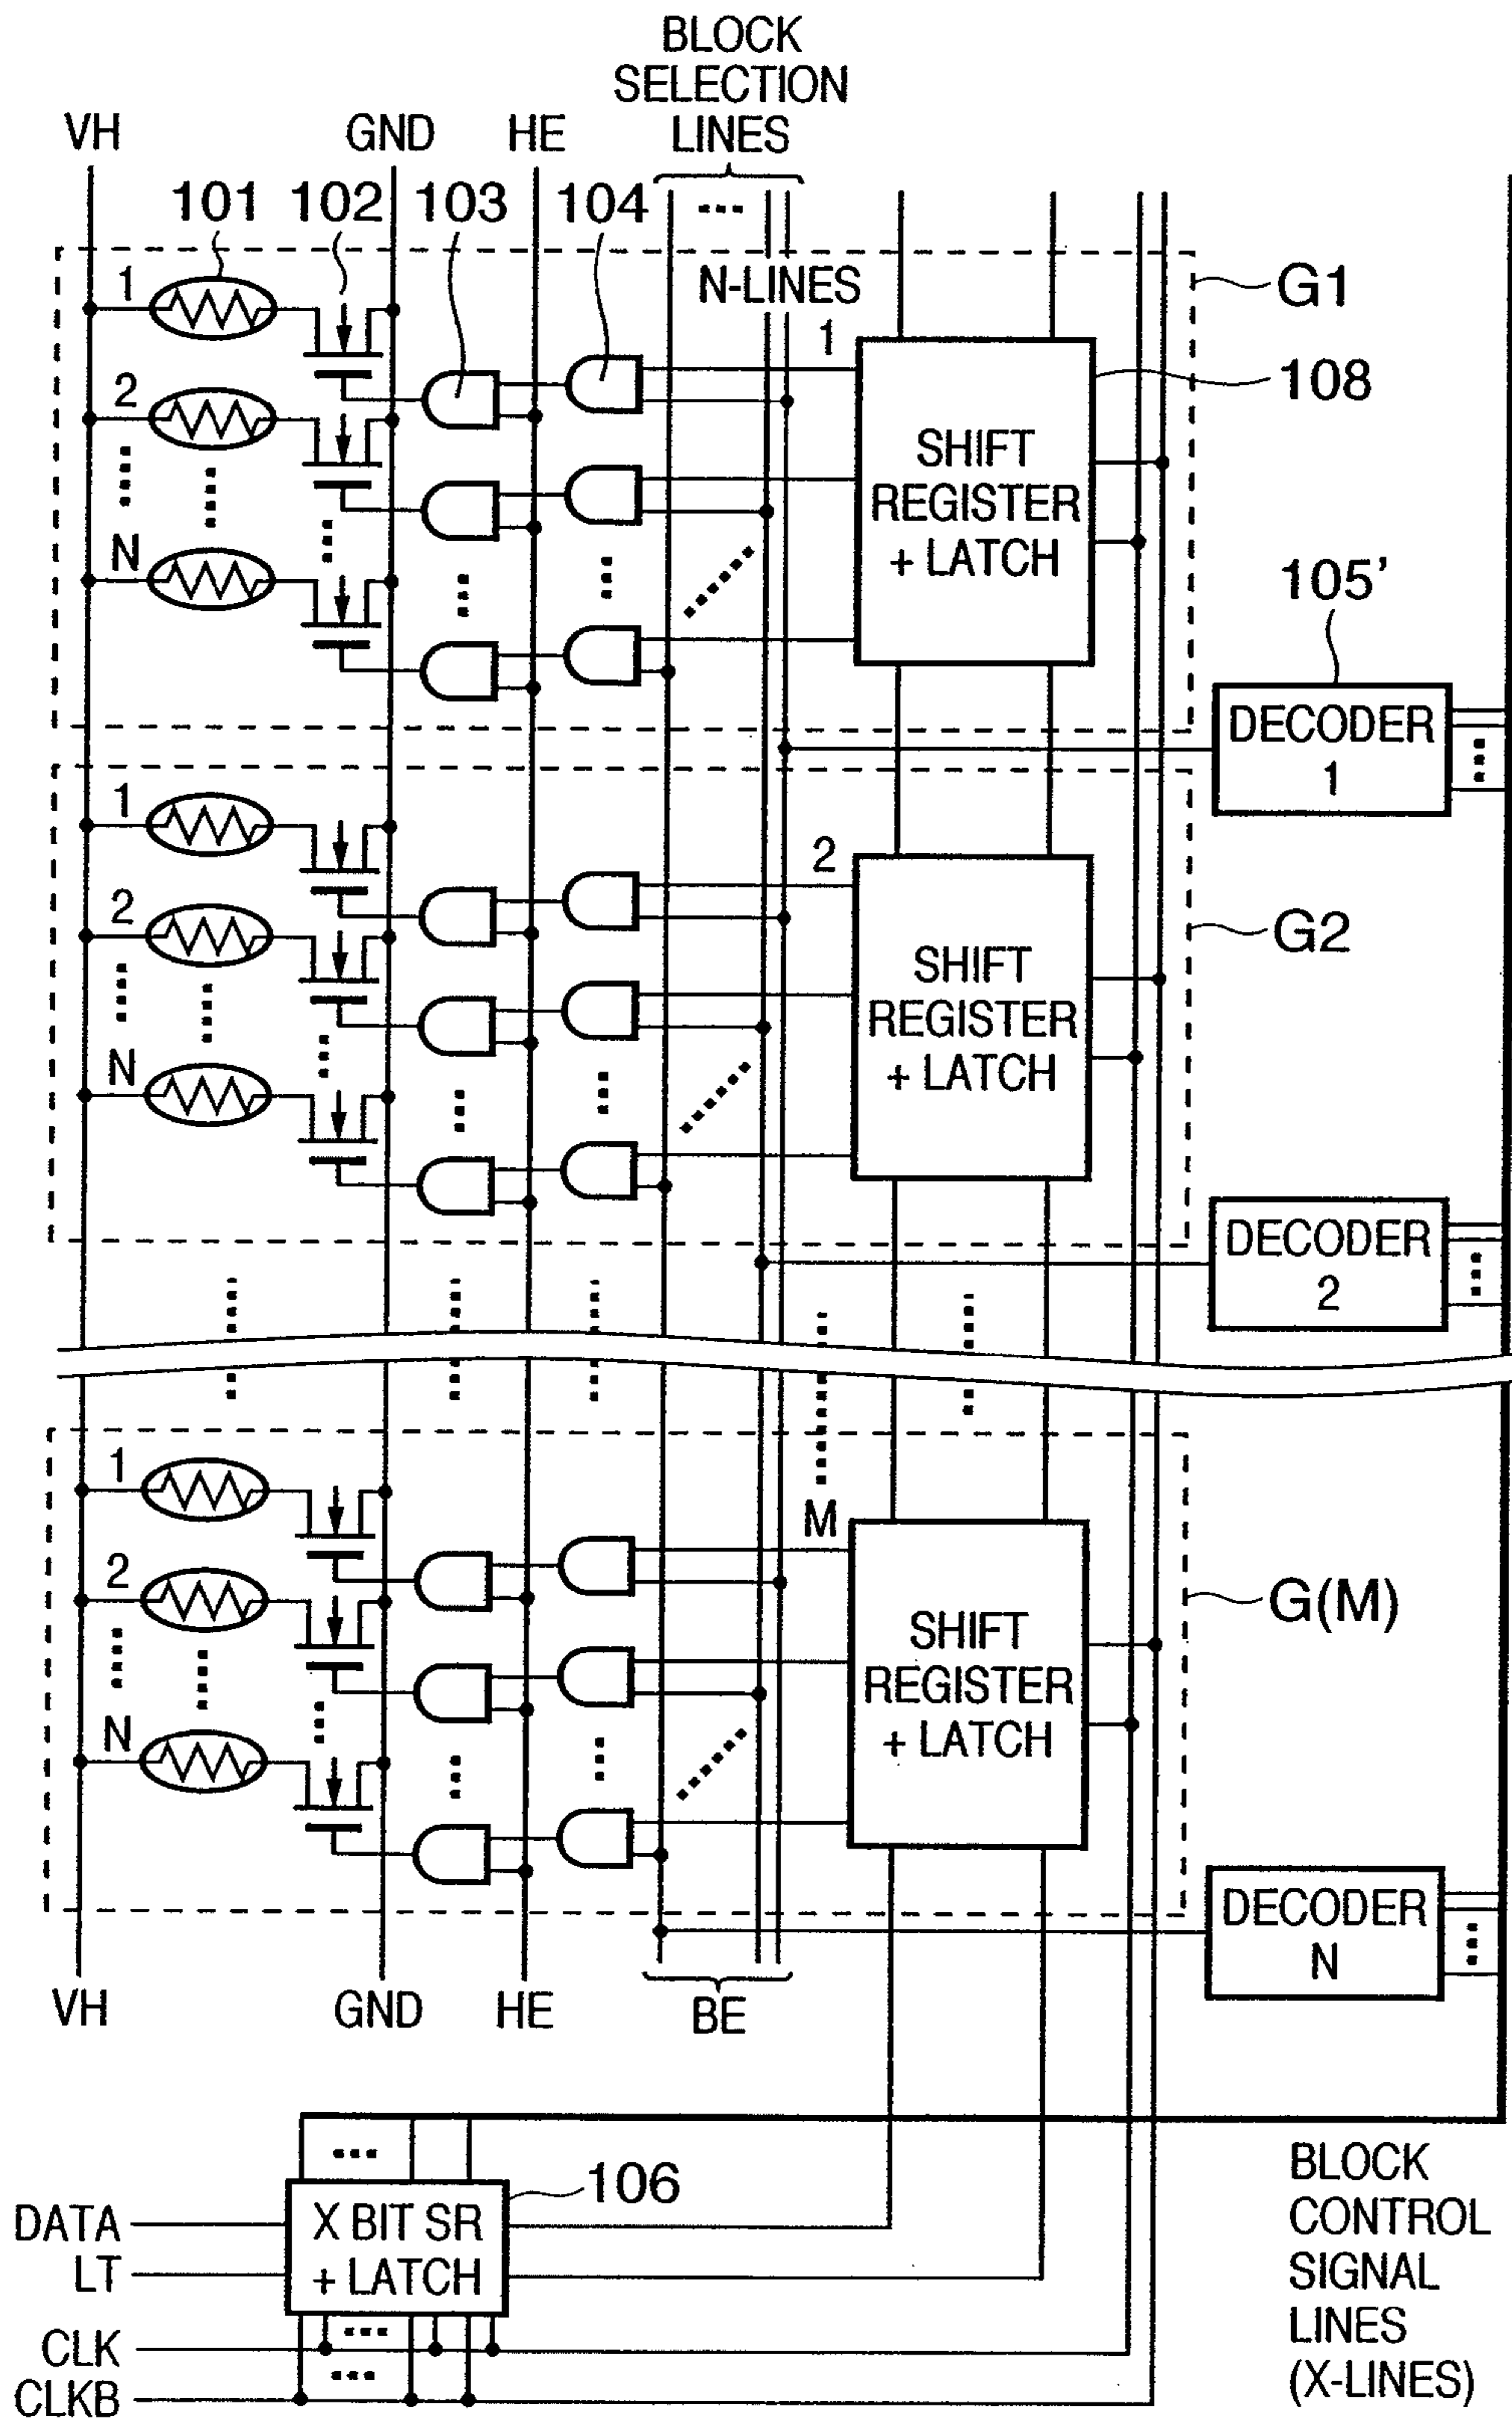 BLOCK
SELECTION
LINES
VH
GND
HE
101
102
103
104
N-LINES
G1
1
1
108
2
SHIFT
REGISTER
+ LATCH
N
105'
DECODER
1
1
2
2
SHIFT
REGISTER
+ LATCH
G2
N
DECODER
2
1
M
2
SHIFT
REGISTER
+ LATCH
G(M)
N
DECODER
N
VH
GND
HE
BE
106
DATA
LT
X BIT SR
+ LATCH
CLK
CLKB
BLOCK
CONTROL
SIGNAL
LINES
(X-LINES)